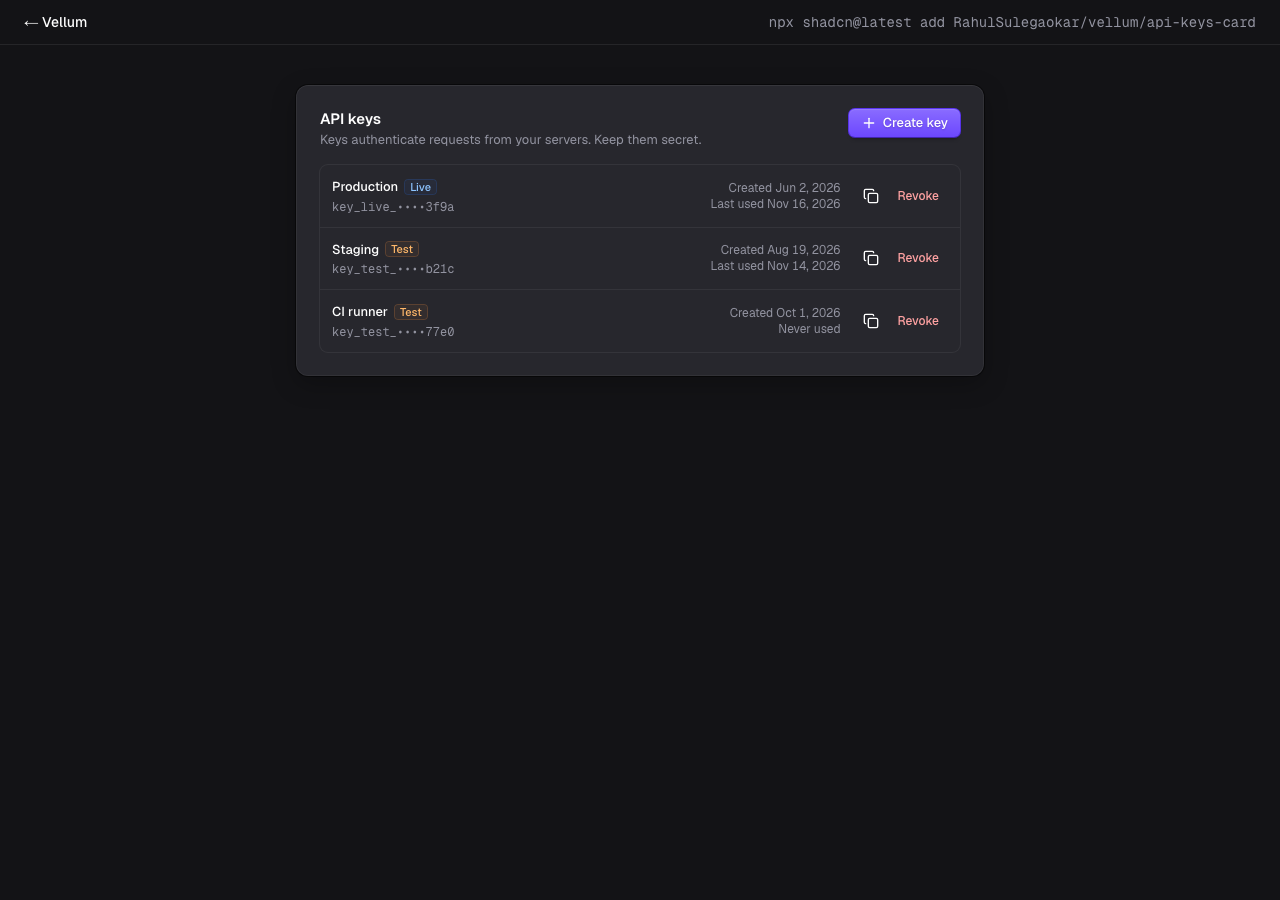 ← Vellum
npx shadcn@latest add RahulSulegaokar/vellum/api-keys-card
API keys
Keys authenticate requests from your servers. Keep them secret.
Create key
Production Live
key_live_••••3f9a
Created Jun 2, 2026
Last used Nov 16, 2026
Revoke
Staging Test
key_test_••••b21c
Created Aug 19, 2026
Last used Nov 14, 2026
Revoke
CI runner Test
key_test_••••77e0
Created Oct 1, 2026
Never used
Revoke